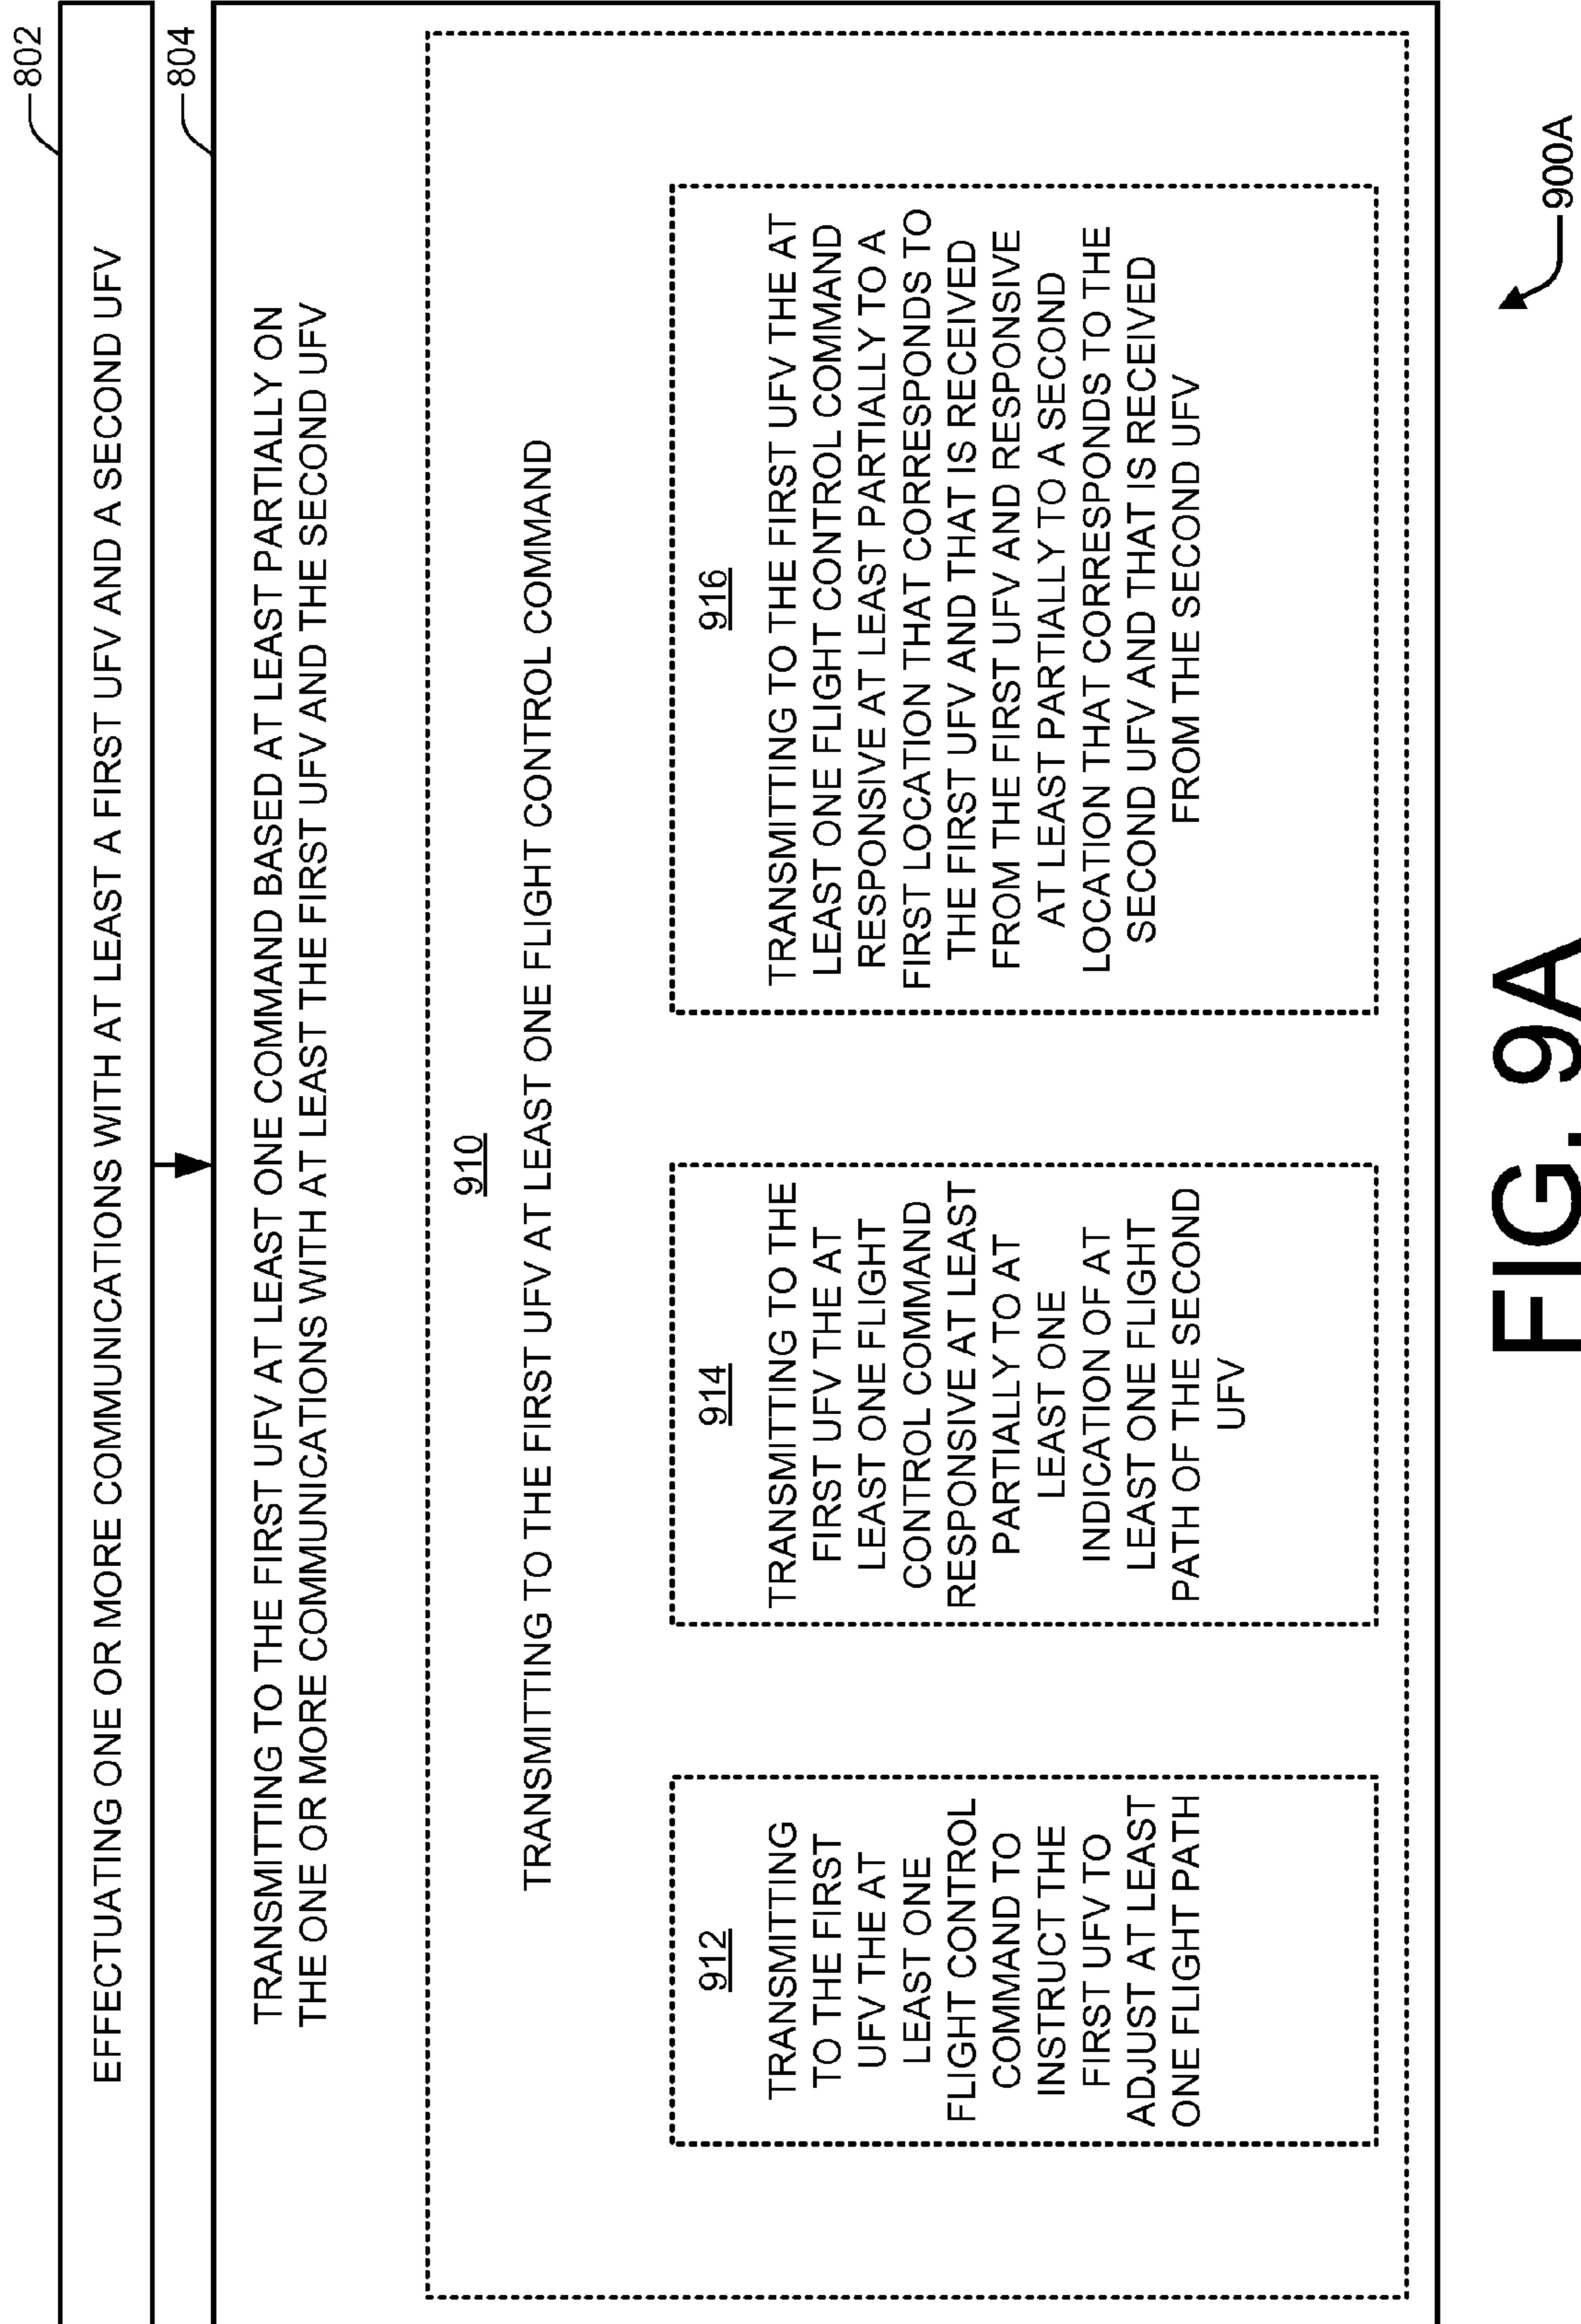 802
EFFECTUATING ONE OR MORE COMMUNICATIONS WITH AT LEAST A FIRST UFV AND A SECOND UFV
804
TRANSMITTING TO THE FIRST UFV AT LEAST ONE COMMAND BASED AT LEAST PARTIALLY ON
THE ONE OR MORE COMMUNICATIONS WITH AT LEAST THE FIRST UFV AND THE SECOND UFV
910
TRANSMITTING TO THE FIRST UFV AT LEAST ONE FLIGHT CONTROL COMMAND
912
TRANSMITTING
TO THE FIRST
UFV THE AT
LEAST ONE
FLIGHT CONTROL
COMMAND TO
INSTRUCT THE
FIRST UFV TO
ADJUST AT LEAST
ONE FLIGHT PATH
914
TRANSMITTING TO THE
FIRST UFV THE AT
LEAST ONE FLIGHT
CONTROL COMMAND
RESPONSIVE AT LEAST
PARTIALLY TO AT
LEAST ONE
INDICATION OF AT
LEAST ONE FLIGHT
PATH OF THE SECOND
UFV
916
TRANSMITTING TO THE FIRST UFV THE AT
LEAST ONE FLIGHT CONTROL COMMAND
RESPONSIVE AT LEAST PARTIALLY TO A
FIRST LOCATION THAT CORRESPONDS TO
THE FIRST UFV AND THAT IS RECEIVED
FROM THE FIRST UFV AND RESPONSIVE
AT LEAST PARTIALLY TO A SECOND
LOCATION THAT CORRESPONDS TO THE
SECOND UFV AND THAT IS RECEIVED
FROM THE SECOND UFV
900A
FIG. 9A